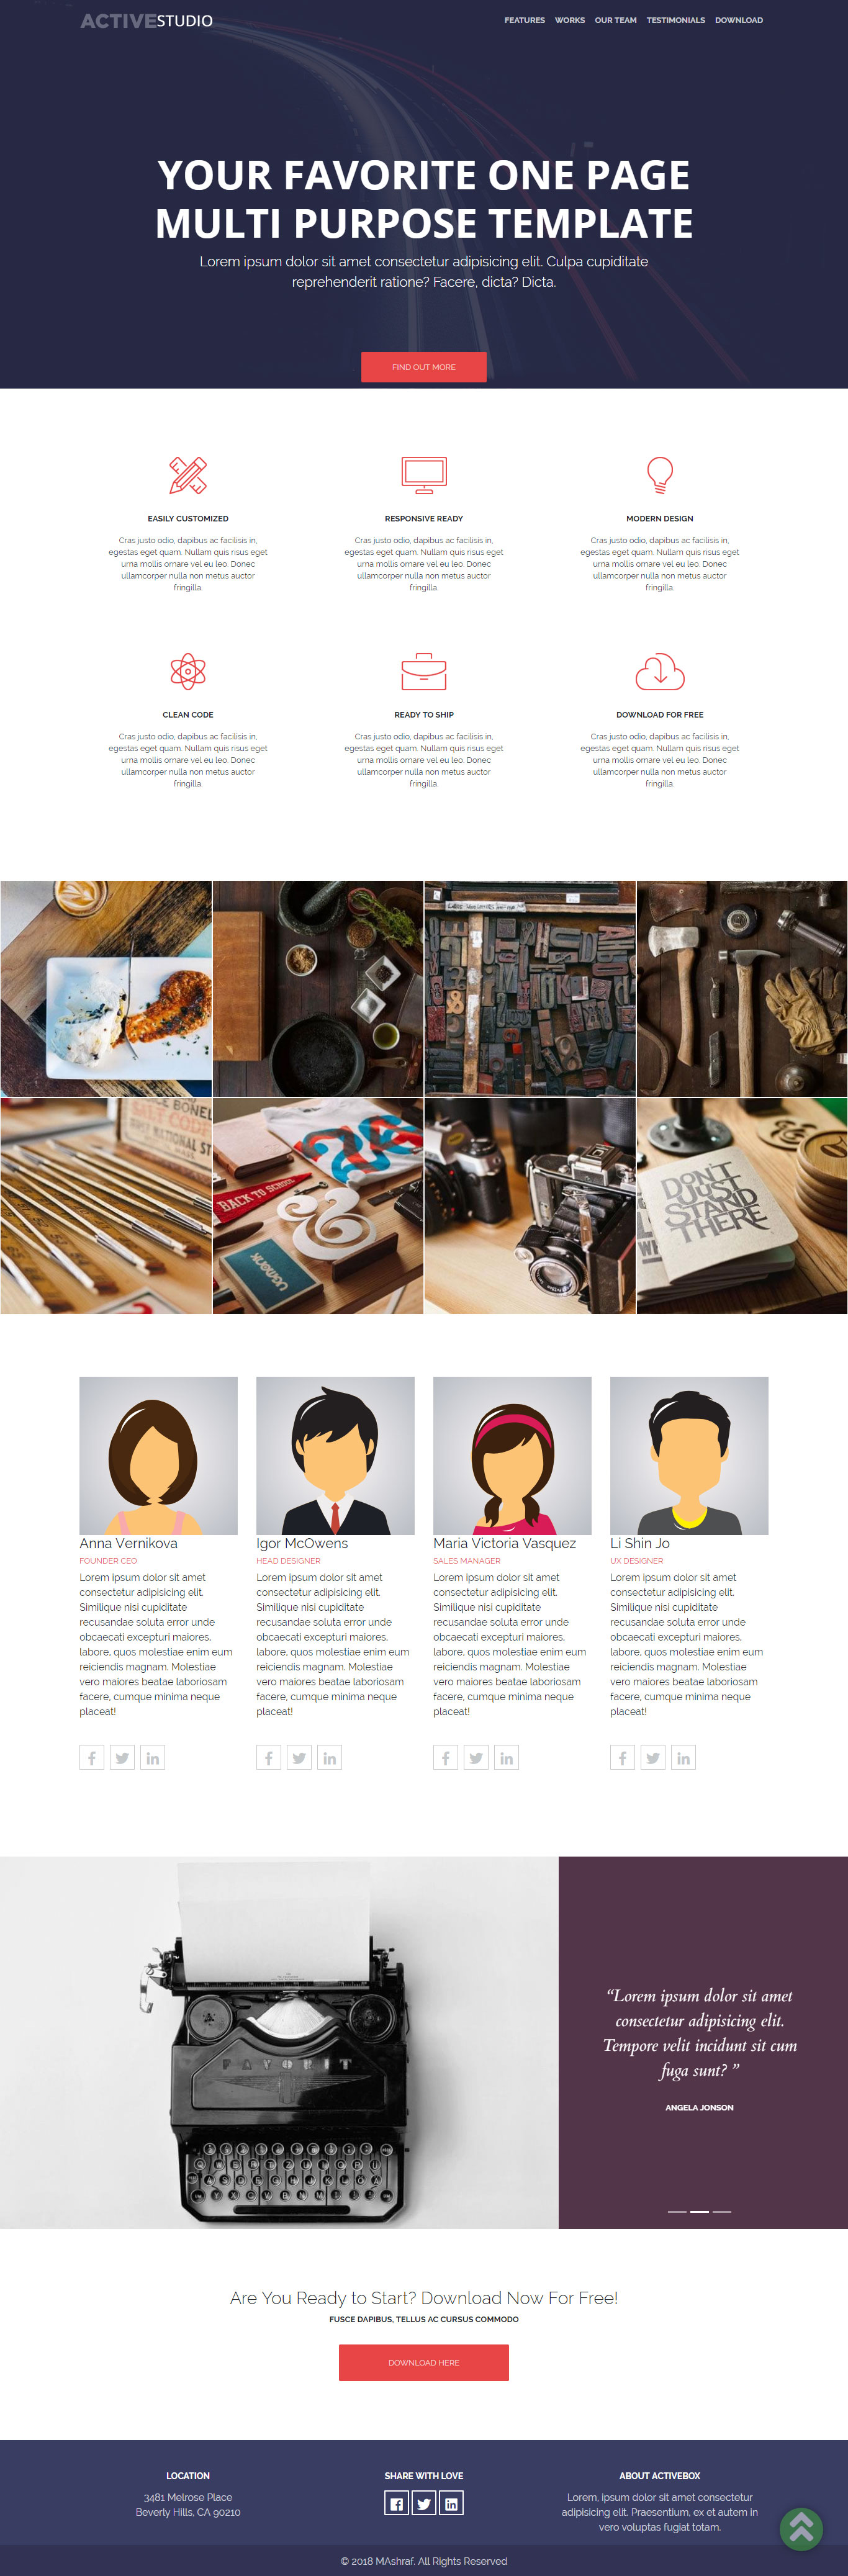 ACTIVESTUDIO
FEATURES WORKS OUR TEAM TESTIMONIALS DOWNLOAD
YOUR FAVORITE ONE PAGE
MULTI PURPOSE TEMPLATE
Lorem ipsum dolor sit amet consectetur adipisicing elit. Culpa cupiditate
reprehenderit ratione? Facere, dicta? Dicta.
FIND OUT MORE
EASILY CUSTOMIZED
Cras justo odio, dapibus ac facilisis in,
egestas eget quam. Nullam quis risus eget
urna mollis ornare vel eu leo. Donec
ullamcorper nulla non metus auctor
fringilla.
RESPONSIVE READY
Cras justo odio, dapibus ac facilisis in,
egestas eget quam. Nullam quis risus eget
urna mollis ornare vel eu leo. Donec
ullamcorper nulla non metus auctor
fringilla.
MODERN DESIGN
Cras justo odio, dapibus ac facilisis in,
egestas eget quam. Nullam quis risus eget
urna mollis ornare vel eu leo. Donec
ullamcorper nulla non metus auctor
fringilla.
CLEAN CODE
Cras justo odio, dapibus ac facilisis in,
egestas eget quam. Nullam quis risus eget
urna mollis ornare vel eu leo. Donec
ullamcorper nulla non metus auctor
fringilla.
READY TO SHIP
Cras justo odio, dapibus ac facilisis in,
egestas eget quam. Nullam quis risus eget
urna mollis ornare vel eu leo. Donec
ullamcorper nulla non metus auctor
fringilla.
DOWNLOAD FOR FREE
Cras justo odio, dapibus ac facilisis in,
egestas eget quam. Nullam quis risus eget
urna mollis ornare vel eu leo. Donec
ullamcorper nulla non metus auctor
fringilla.
BACK TO SCHOOL
DON'T
JUST
STAND
THERE
Anna Vernikova
FOUNDER CEO
Lorem ipsum dolor sit amet
consectetur adipisicing elit.
Similique nisi cupiditate
recusandae soluta error unde
obcaecati excepturi maiores,
labore, quos molestiae enim eum
reiciendis magnam. Molestiae
vero maiores beatae laboriosam
facere, cumque minima neque
placeat!
Igor McOwens
HEAD DESIGNER
Lorem ipsum dolor sit amet
consectetur adipisicing elit.
Similique nisi cupiditate
recusandae soluta error unde
obcaecati excepturi maiores,
labore, quos molestiae enim eum
reiciendis magnam. Molestiae
vero maiores beatae laboriosam
facere, cumque minima neque
placeat!
Maria Victoria Vasquez
SALES MANAGER
Lorem ipsum dolor sit amet
consectetur adipisicing elit.
Similique nisi cupiditate
recusandae soluta error unde
obcaecati excepturi maiores,
labore, quos molestiae enim eum
reiciendis magnam. Molestiae
vero maiores beatae laboriosam
facere, cumque minima neque
placeat!
Li Shin Jo
UX DESIGNER
Lorem ipsum dolor sit amet
consectetur adipisicing elit.
Similique nisi cupiditate
recusandae soluta error unde
obcaecati excepturi maiores,
labore, quos molestiae enim eum
reiciendis magnam. Molestiae
vero maiores beatae laboriosam
facere, cumque minima neque
placeat!
FAVORIT
“Lorem ipsum dolor sit amet
consectetur adipisicing elit.
Tempore velit incidunt sit cum
fuga sunt? ”
ANGELA JONSON
Are You Ready to Start? Download Now For Free!
FUSCE DAPIBUS, TELLUS AC CURSUS COMMODO
DOWNLOAD HERE
LOCATION
3481 Melrose Place
Beverly Hills, CA 90210
SHARE WITH LOVE
ABOUT ACTIVEBOX
Lorem, ipsum dolor sit amet consectetur
adipisicing elit. Praesentium, ex et autem in
vero voluptas fugiat totam.
© 2018 MAshraf. All Rights Reserved